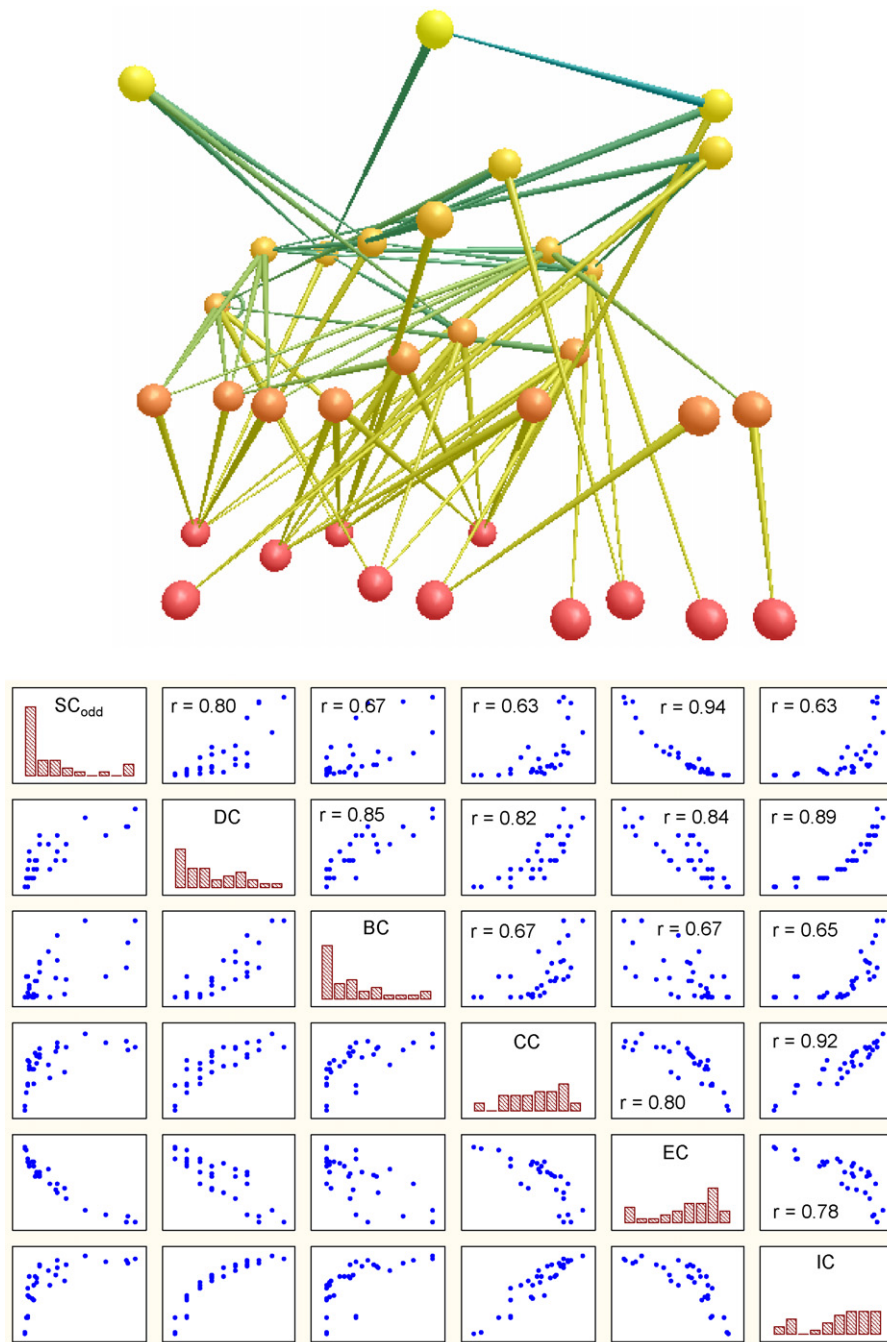 SCodd r = 0.80 r = 0.67 r = 0.63 r = 0.94 r = 0.63
DC r = 0.85 r = 0.82 r = 0.84 r = 0.89
BC r = 0.67 r = 0.67 r = 0.65
CC r = 0.80 r = 0.92
EC r = 0.78
IC